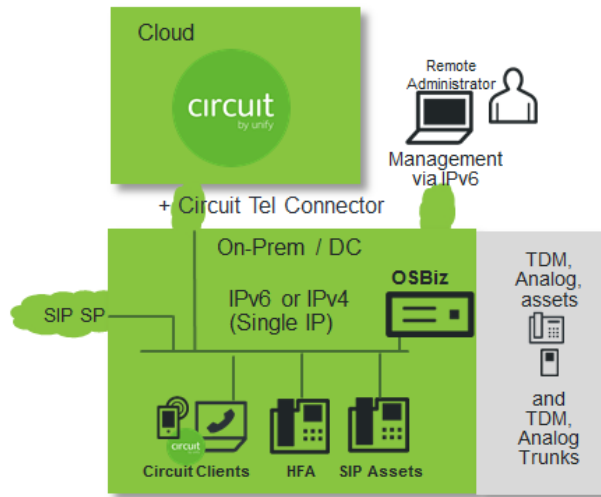 Cloud
circuit
by unify
Remote
Administrator
Management
via IPv6
+ Circuit Tel Connector
On-Prem / DC
OSBiz
IPv6 or IPv4
(Single IP)
SIP SP
TDM,
Analog,
assets
and
TDM,
Analog
Trunks
circuit
Circuit Clients
HFA
SIP Assets